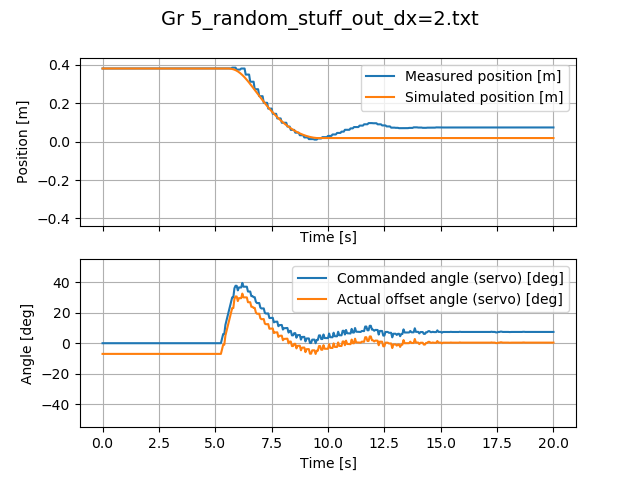 Gr 5_random_stuff_out_dx=2.txt
Position [m]
0.4
0.2
0.0
−0.2
−0.4
Measured position [m]
Simulated position [m]
Time [s]
Angle [deg]
40
20
0
−20
−40
Commanded angle (servo) [deg]
Actual offset angle (servo) [deg]
0.0 2.5 5.0 7.5 10.0 12.5 15.0 17.5 20.0
Time [s]